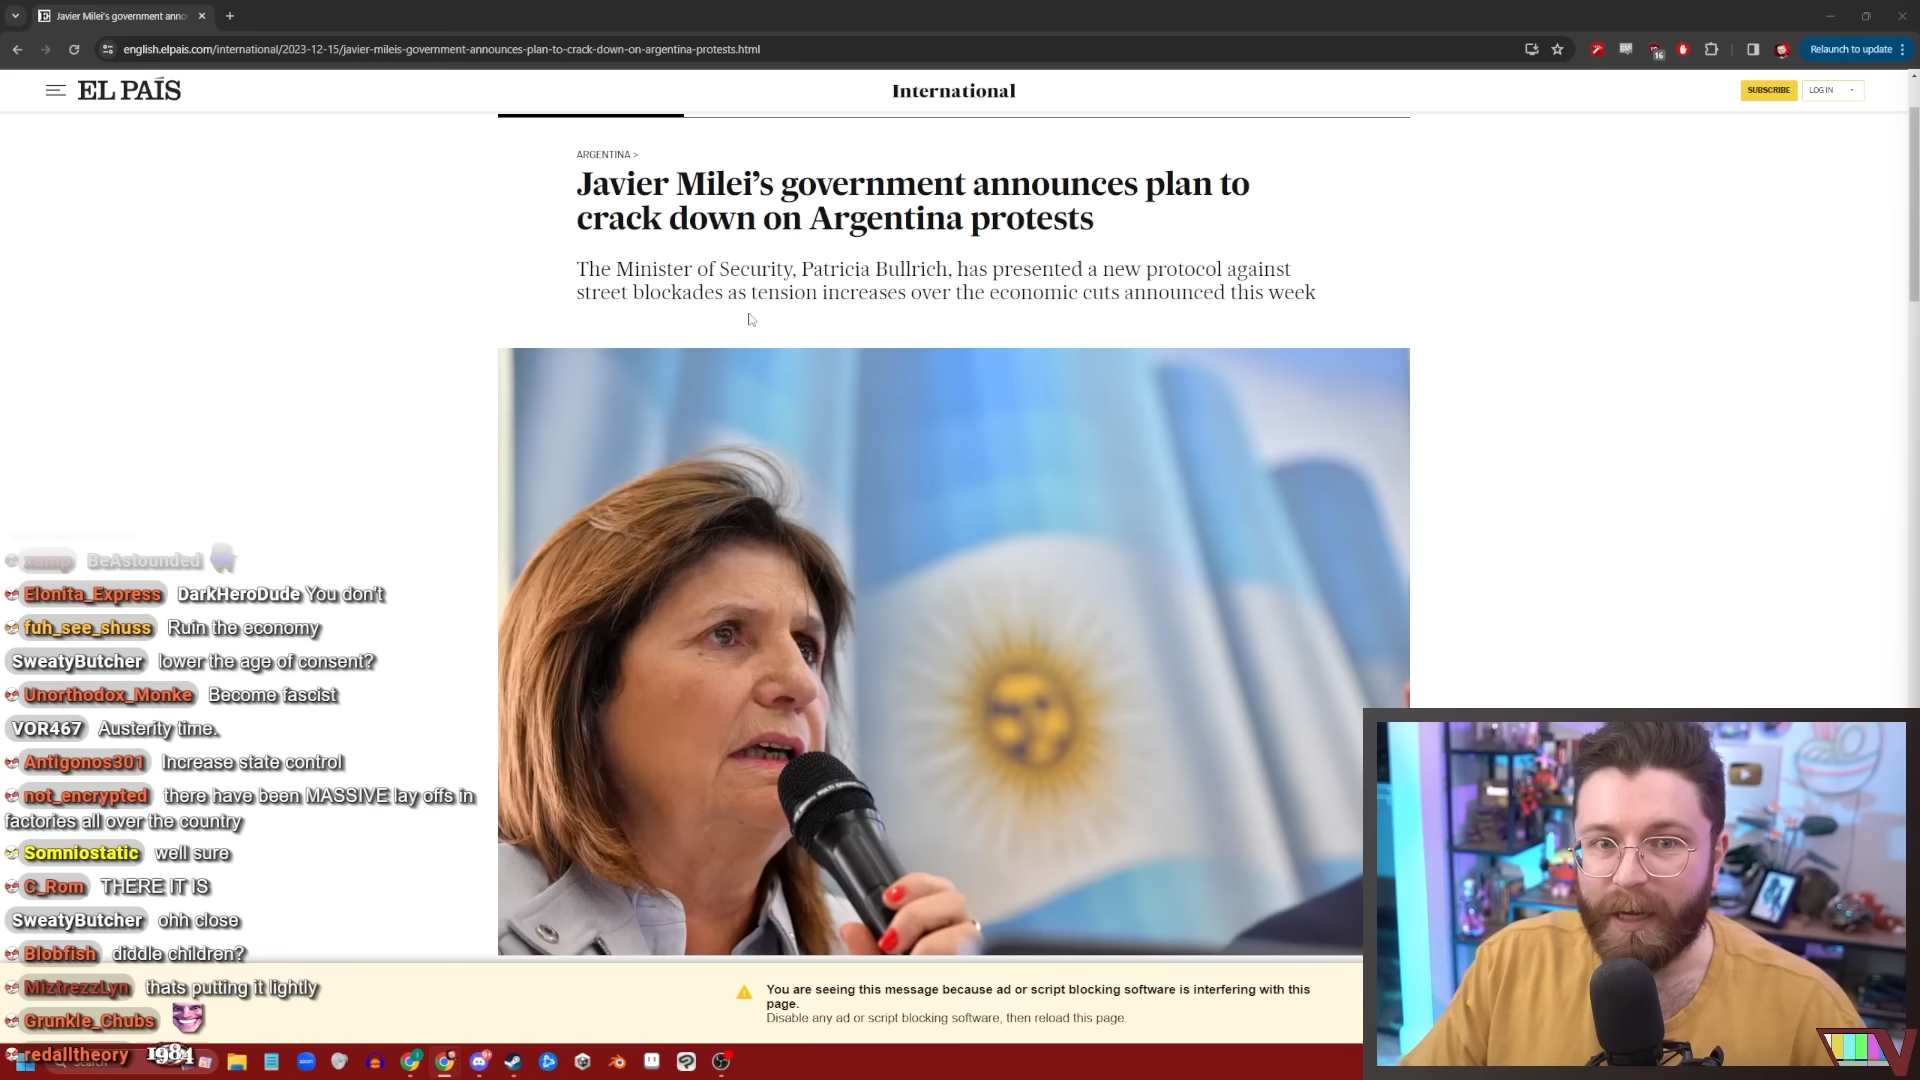 Javier Milei's government anno
english.elpais.com/international/2023-12-15/javier-mileis-government-announces-plan-to-crack-down-on-argentina-protests.html
16
Relaunch to update
EL PAÍS
International
SUBSCRIBE
LOG IN
ARGENTINA >
Javier Milei's government announces plan to
crack down on Argentina protests
The Minister of Security, Patricia Bullrich, has presented a new protocol against
street blockades as tension increases over the economic cuts announced this week
BeAstounded
Elonita_Express DarkHeroDude You don't
fuh_see_shuss Ruin the economy
SweatyButcher lower the age of consent?
Unorthodox_Monke Become fascist
VOR467 Austerity time.
Antigonos301 Increase state control
not_encrypted there have been MASSIVE lay offs in
factories all over the country
Somniostatic well sure
C_Rom THERE IT IS
SweatyButcher ohh close
Blobfish diddle children?
MiztrezzLyn thats putting it lightly
Grunkle_Chubs
redalltheory 1984
You are seeing this message because ad or script blocking software is interfering with this
page.
Disable any ad or script blocking software, then reload this page.
Search
zoom